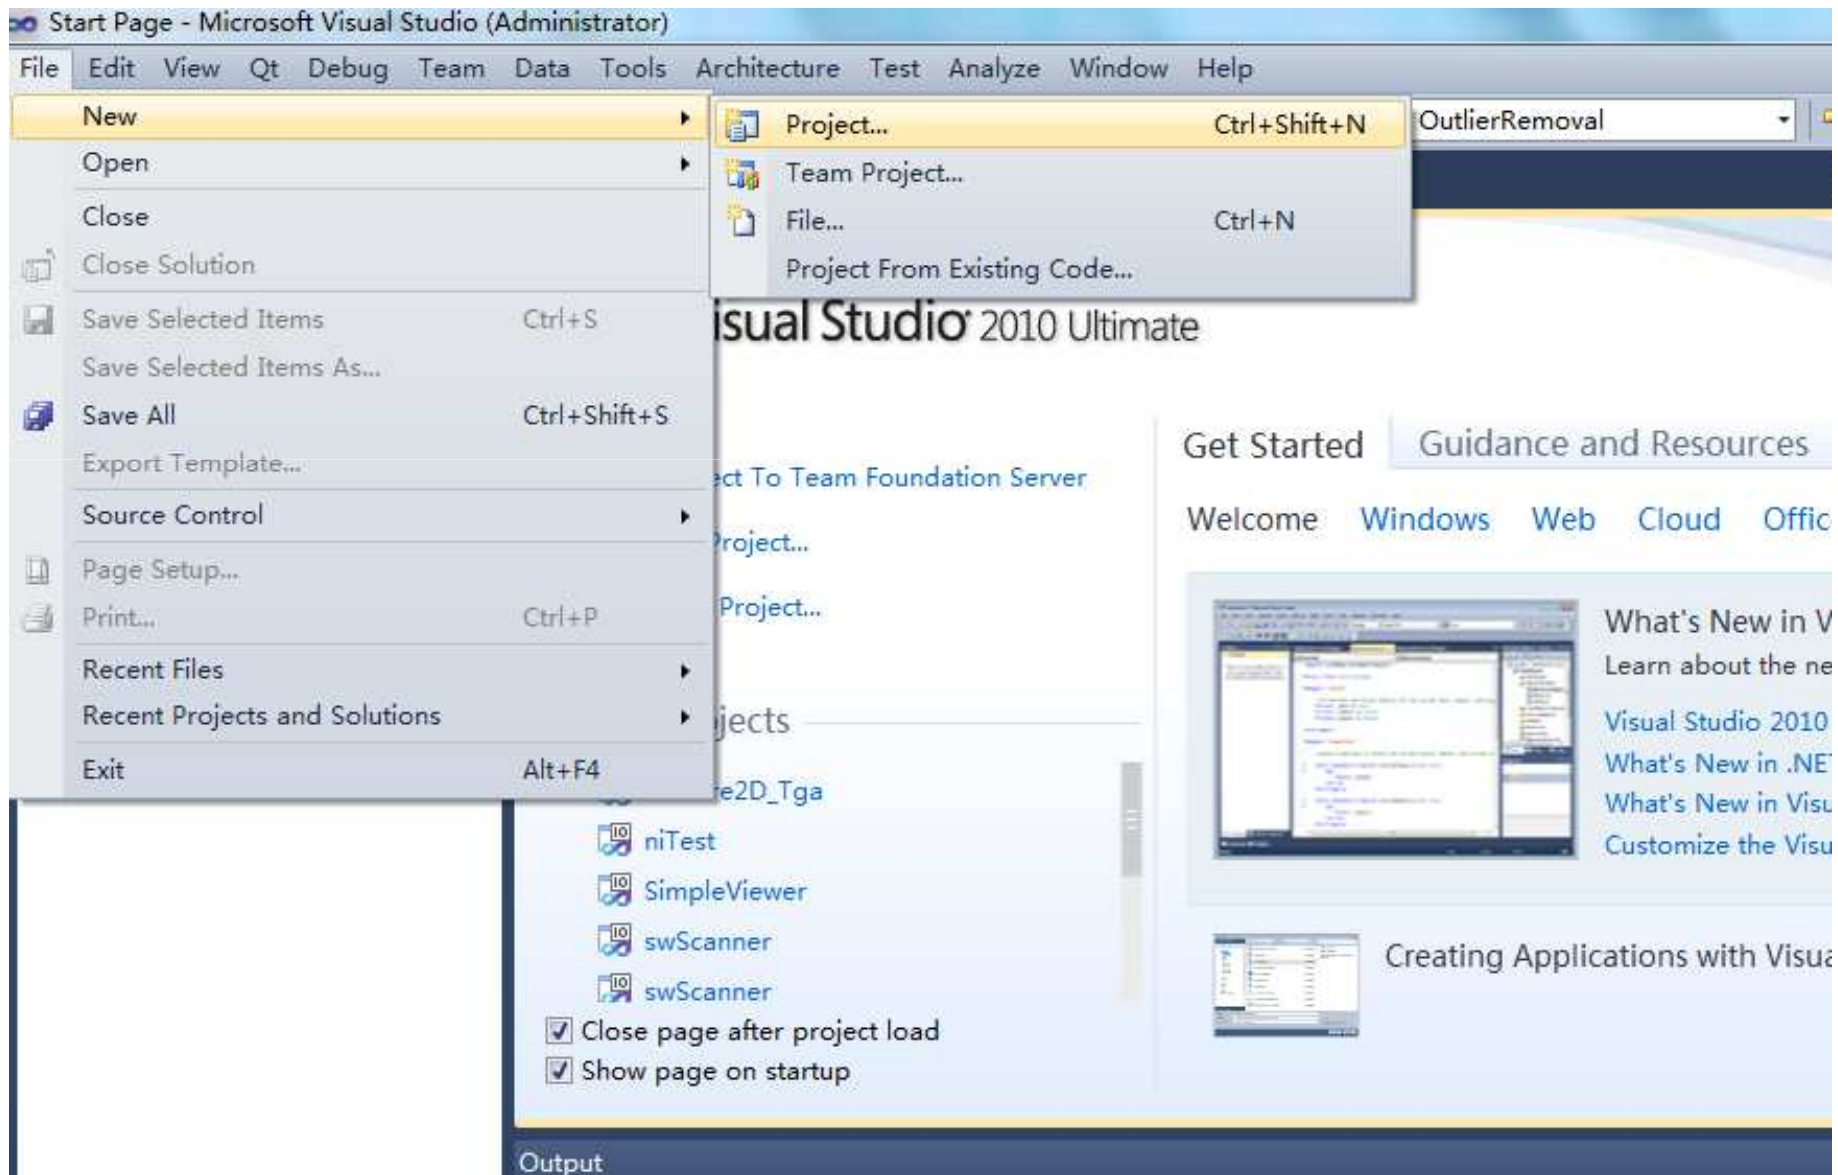 Start Page - Microsoft Visual Studio (Administrator)
File Edit View Qt Debug Team Data Tools Architecture Test Analyze Window Help
New
Open
Close
Close Solution
Save Selected Items Ctrl+S
Save Selected Items As...
Save All Ctrl+Shift+S
Export Template...
Source Control
Page Setup...
Print... Ctrl+P
Recent Files
Recent Projects and Solutions
Exit Alt+F4
Project... Ctrl+Shift+N
Team Project...
File... Ctrl+N
Project From Existing Code...
OutlierRemoval
isual Studio 2010 Ultimate
ect To Team Foundation Server
Project...
Project...
jects
re2D_Tga
niTest
SimpleViewer
swScanner
swScanner
Close page after project load
Show page on startup
Get Started Guidance and Resources
Welcome Windows Web Cloud Offic
What's New in V
Learn about the ne
Visual Studio 2010
What's New in .NET
What's New in Visu
Customize the Visu
Creating Applications with Visua
Output